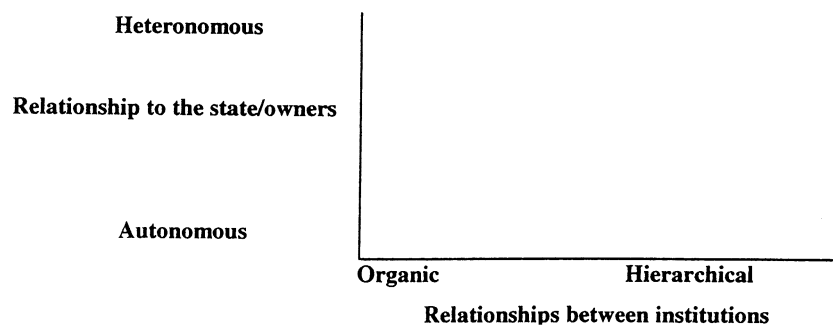 Heteronomous
Relationship to the state/owners
Autonomous
Organic Hierarchical
Relationships between institutions